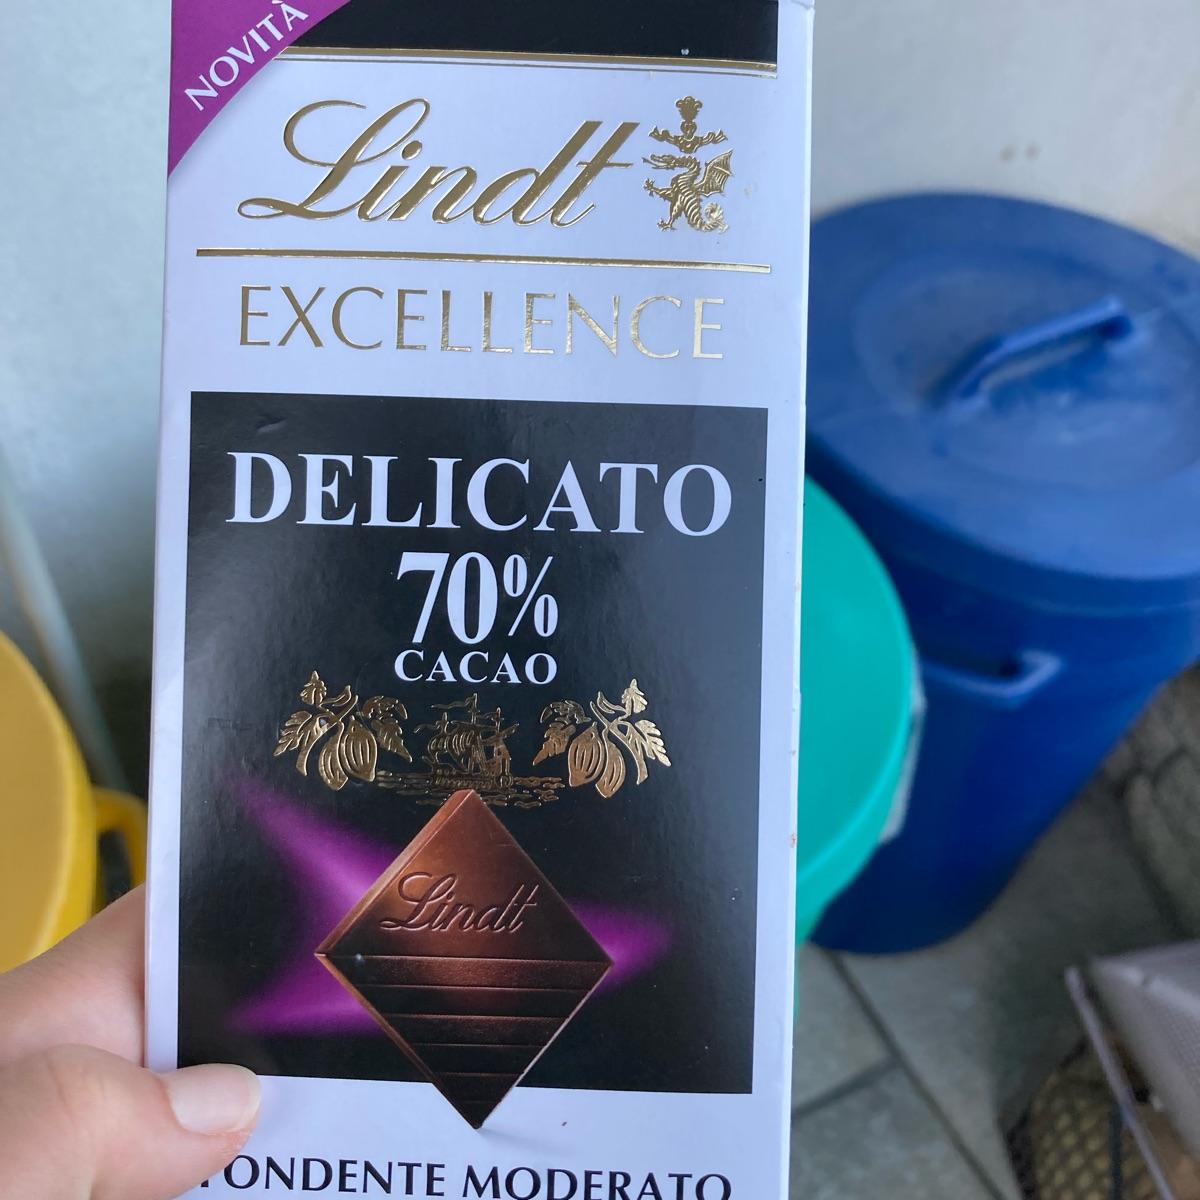 NOVITÀ
Lindt
EXCELLENCE
DELICATO
70%
CACAO
Lindt
FONDENTE MODERATO